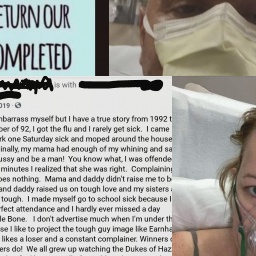 ETURN OUR
OMPLETED
is with
019 ·
mbarrass myself but I have a true story from 1992 t
ber of 92, I got the flu and I rarely get sick. I came
rk one Saturday sick and moped around the house
inally, my mama had enough of my whining and sa
ussy and be a man! You know what, I was offende
minutes I realized that she was right. Complaining
oes nothing. Mama and daddy didn't raise me to b
and daddy raised us on tough love and my sisters a
tough. I made myself go to school sick because I
rfect attendance and I hardly ever missed a day
le Bone. I don't advertise much when I'm under th
se I like to project the tough guy image like Earnha
likes a loser and a constant complainer. Winners c
ers do! We all grew up watching the Dukes of Haz